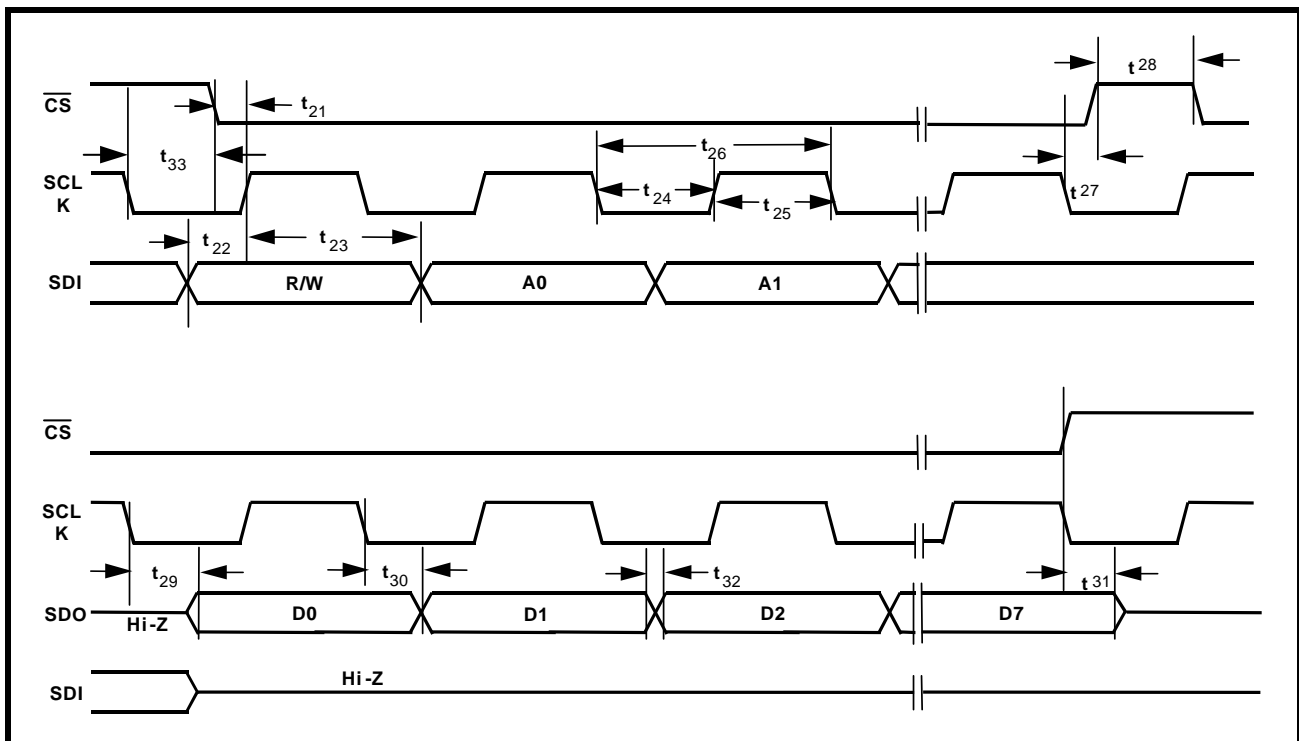 t28
CS
t21
t33
t26
SCL
K
t24
t25
t27
t22
t23
SDI
R/W
A0
A1
CS
SCL
K
t29
t30
t32
t31
SDO
Hi-Z
D0
D1
D2
D7
SDI
Hi-Z